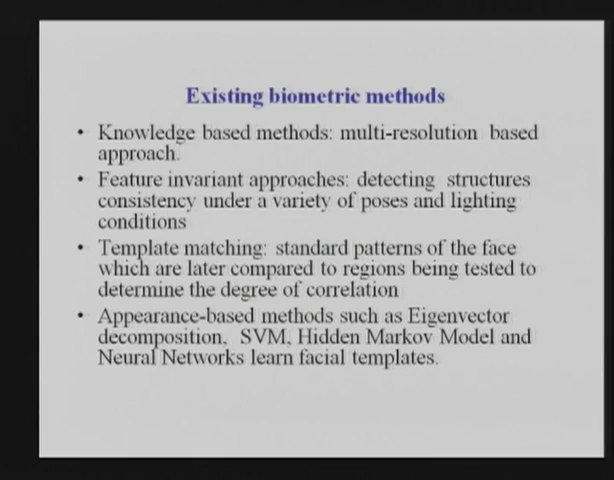 Existing biometric methods
• Knowledge based methods: multi-resolution based
approach.
• Feature invariant approaches: detecting structures
consistency under a variety of poses and lighting
conditions
• Template matching: standard patterns of the face
which are later compared to regions being tested to
determine the degree of correlation
• Appearance-based methods such as Eigenvector
decomposition, SVM, Hidden Markov Model and
Neural Networks learn facial templates.